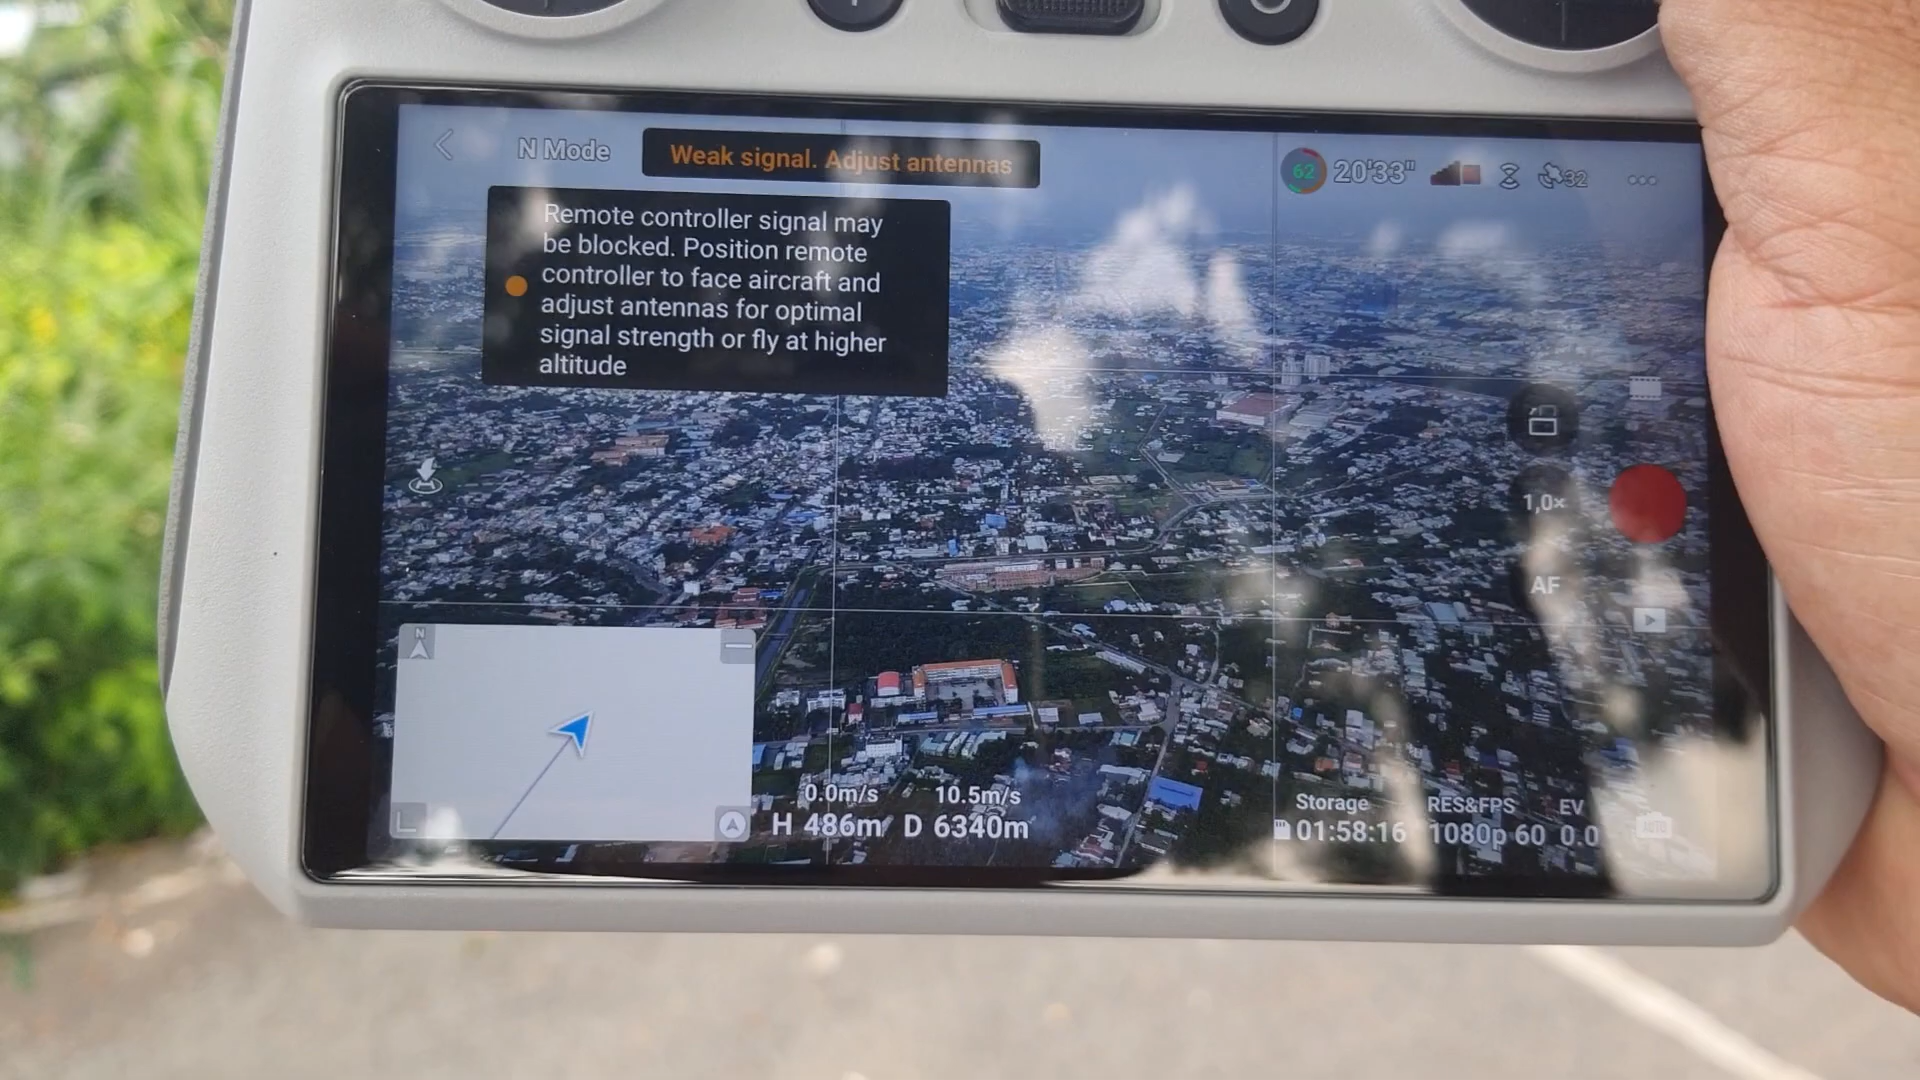 N Mode
Weak signal. Adjust antennas
62
20'33"
32
Remote controller signal may
be blocked. Position remote
controller to face aircraft and
adjust antennas for optimal
signal strength or fly at higher
altitude
1,0×
AF
N
0.0m/s
10.5m/s
H 486m
D 6340m
Storage
01:58:16
RES&FPS
1080p 60
EV
0.0
AUTO